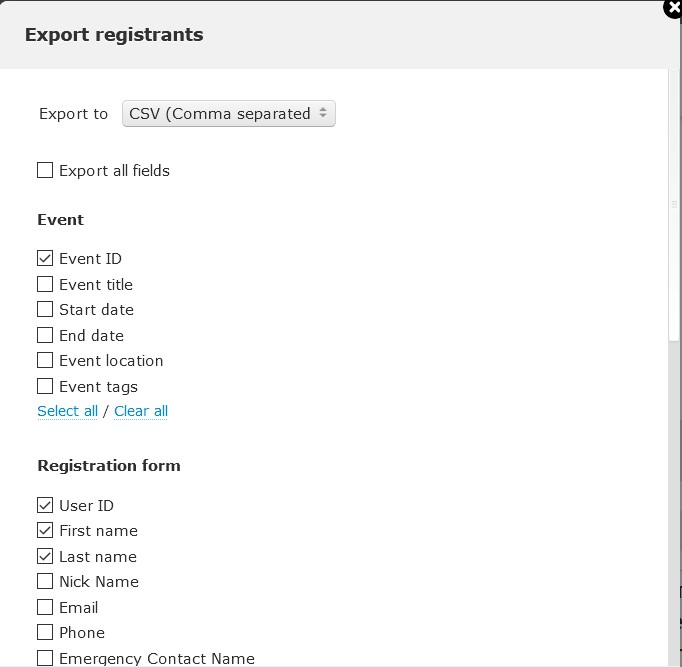 Export registrants
Export to CSV (Comma separated
Export all fields
Event
Event ID
Event title
Start date
End date
Event location
Event tags
Select all / Clear all
Registration form
User ID
First name
Last name
Nick Name
Email
Phone
Emergency Contact Name